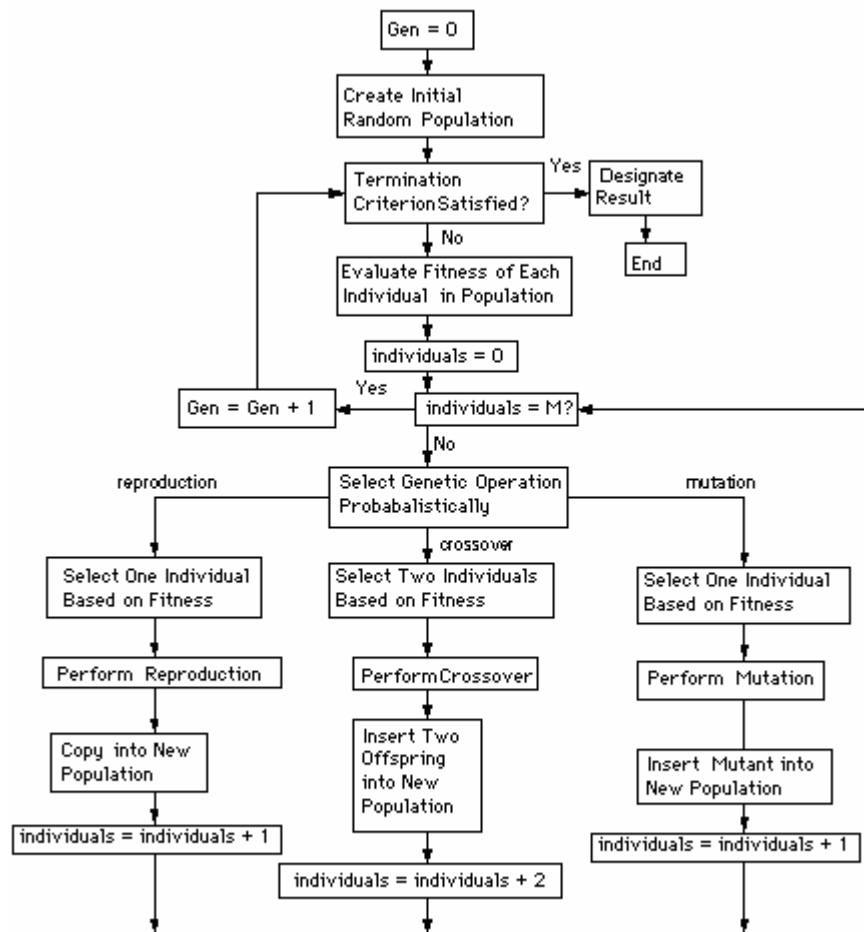 Gen = 0
Create Initial
Random Population
Termination
CriterionSatisfied?
Yes
Designate
Result
End
No
Evaluate Fitness of Each
Individual in Population
individuals = 0
Yes
Gen = Gen + 1
individuals = M?
No
reproduction
Select Genetic Operation
Probabalistically
mutation
crossover
Select One Individual
Based on Fitness
Select Two Individuals
Based on Fitness
Select One Individual
Based on Fitness
Perform Reproduction
PerformCrossover
Perform Mutation
Copy into New
Population
Insert Two
Offspring
into New
Population
Insert Mutant into
New Population
individuals = individuals + 1
individuals = individuals + 2
individuals = individuals + 1